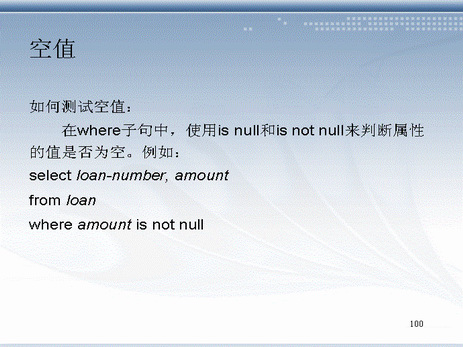 空值
如何测试空值：
在where子句中，使用is null和is not null来判断属性
的值是否为空。例如：
select loan-number, amount
from loan
where amount is not null
100